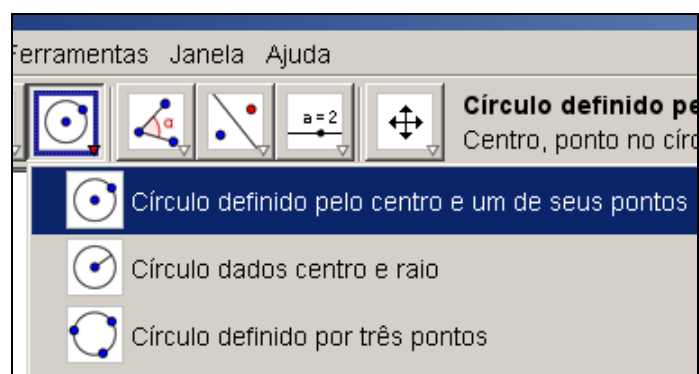 Ferramentas Janela Ajuda
α
a = 2
Círculo definido pe
Centro, ponto no círc
Círculo definido pelo centro e um de seus pontos
Círculo dados centro e raio
Círculo definido por três pontos